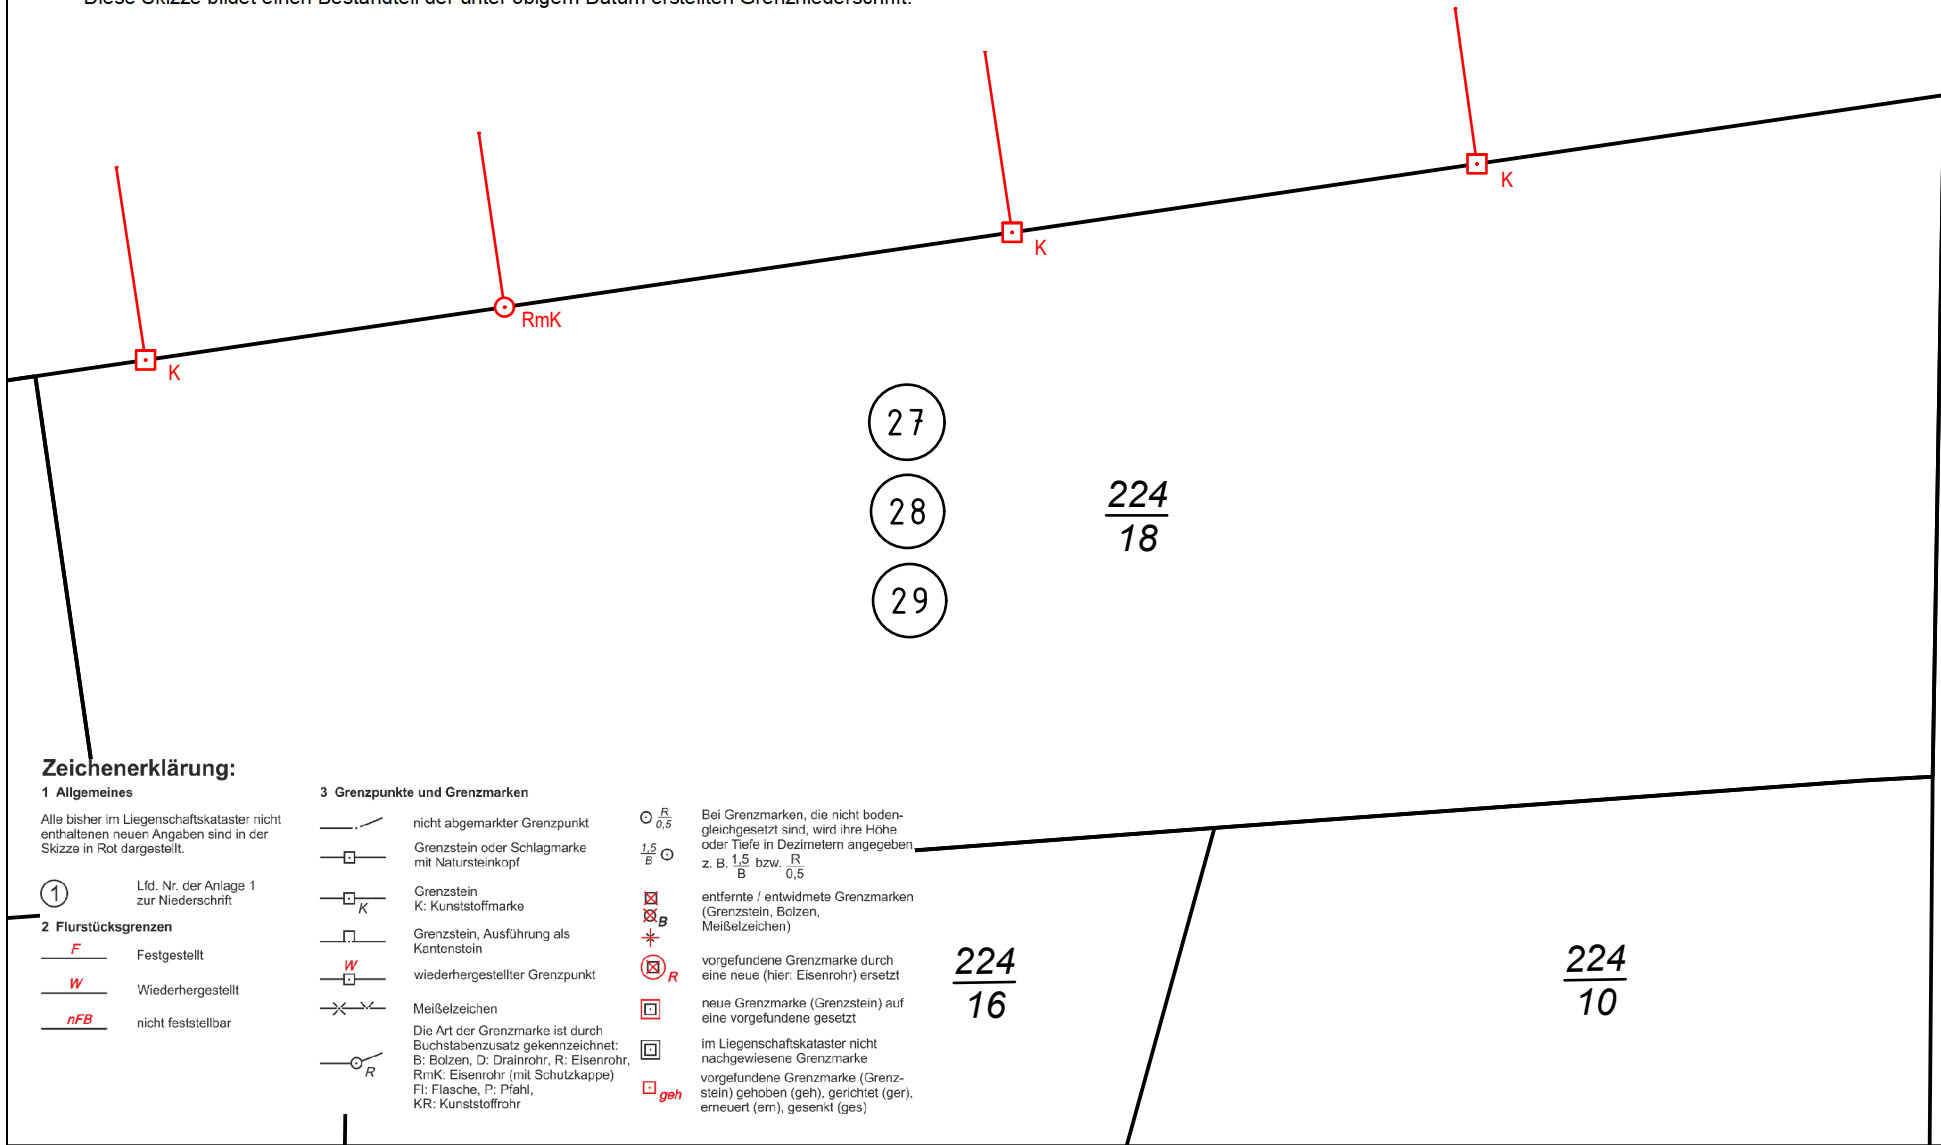 Diese Skizze bildet einen Bestandteil der unter obigem Datum erstellten Grenzniederschrift.
K
K
RmK
K
27
28
29
224
18
Zeichenerklärung:
1 Allgemeines
Alle bisher im Liegenschaftskataster nicht
enthaltenen neuen Angaben sind in der
Skizze in Rot dargestellt.
1
Lfd. Nr. der Anlage 1
zur Niederschrift
2 Flurstücksgrenzen
F
Festgestellt
W
Wiederhergestellt
nFB
nicht feststellbar
3 Grenzpunkte und Grenzmarken
nicht abgemarkter Grenzpunkt
Grenzstein oder Schlagmarke
mit Natursteinkopf
K
Grenzstein
K: Kunststoffmarke
Grenzstein, Ausführung als
Kantenstein
W
wiederhergestellter Grenzpunkt
Meißelzeichen
R
Die Art der Grenzmarke ist durch
Buchstabenzusatz gekennzeichnet:
B: Bolzen, D: Drainrohr, R: Eisenrohr,
RmK: Eisenrohr (mit Schutzkappe)
Fl: Flasche, P: Pfahl,
KR: Kunststoffrohr
R
0,5
1,5
B
Bei Grenzmarken, die nicht boden-
gleichgesetzt sind, wird ihre Höhe
oder Tiefe in Dezimetern angegeben,
z. B. 1,5/B bzw. R/0,5
B
entfernte / entwidmete Grenzmarken
(Grenzstein, Bolzen,
Meißelzeichen)
R
vorgefundene Grenzmarke durch
eine neue (hier: Eisenrohr) ersetzt
neue Grenzmarke (Grenzstein) auf
eine vorgefundene gesetzt
im Liegenschaftskataster nicht
nachgewiesene Grenzmarke
geh
vorgefundene Grenzmarke (Grenz-
stein) gehoben (geh), gerichtet (ger),
erneuert (ern), gesenkt (ges)
224
16
224
10